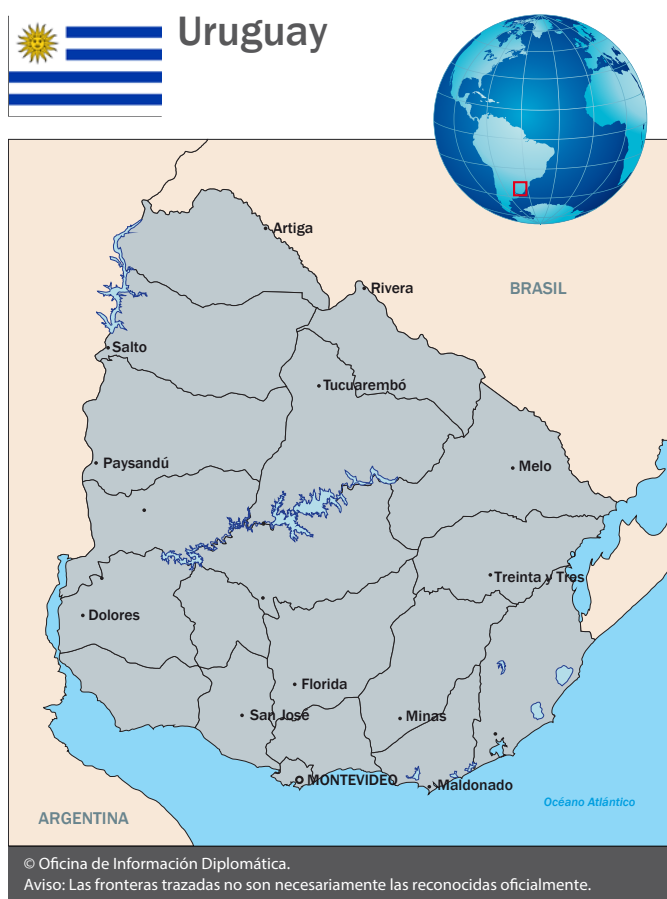 Uruguay
Artiga
Rivera
BRASIL
Salto
Tucuarembó
Paysandú
Melo
Treinta y Tres
Dolores
Florida
San José
Minas
MONTEVIDEO
Maldonado
Océano Atlántico
ARGENTINA
© Oficina de Información Diplomática.
Aviso: Las fronteras trazadas no son necesariamente las reconocidas oficialmente.